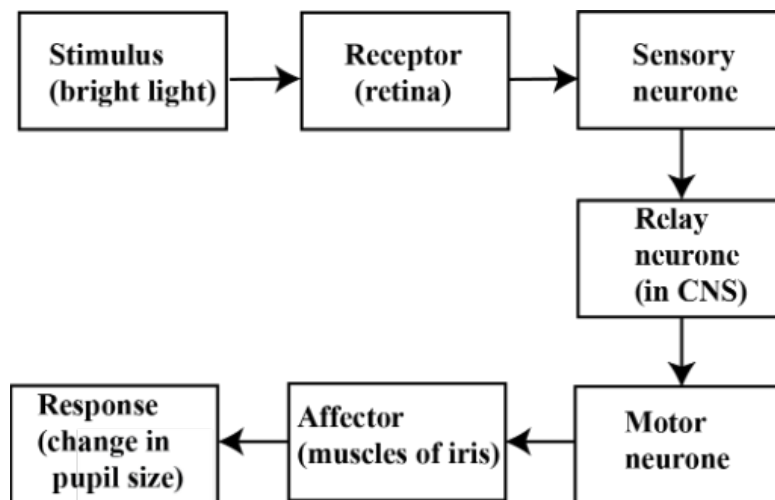 Stimulus
(bright light)
Receptor
(retina)
Sensory
neurone
Relay
neurone
(in CNS)
Motor
neurone
Affector
(muscles of iris)
Response
(change in
pupil size)